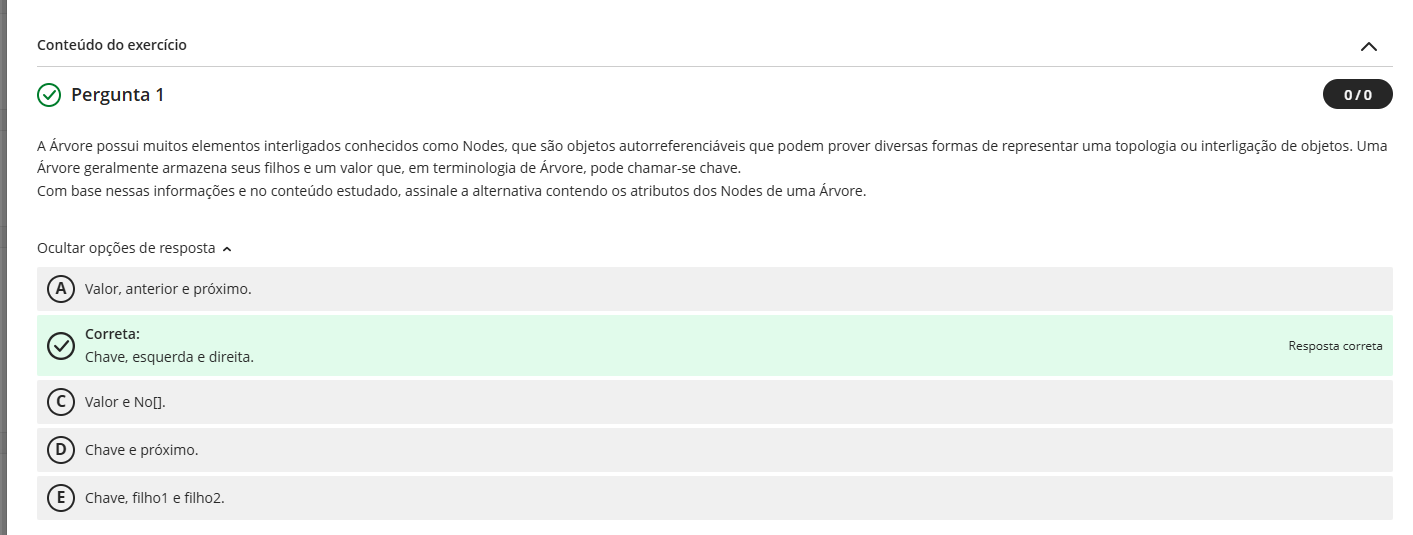 Conteúdo do exercício
Pergunta 1
0 / 0
A Árvore possui muitos elementos interligados conhecidos como Nodes, que são objetos autorreferenciáveis que podem prover diversas formas de representar uma topologia ou interligação de objetos. Uma
Árvore geralmente armazena seus filhos e um valor que, em terminologia de Árvore, pode chamar-se chave.
Com base nessas informações e no conteúdo estudado, assinale a alternativa contendo os atributos dos Nodes de uma Árvore.
Ocultar opções de resposta
A Valor, anterior e próximo.
Correta:
Chave, esquerda e direita.
Resposta correta
C Valor e No[].
D Chave e próximo.
E Chave, filho1 e filho2.